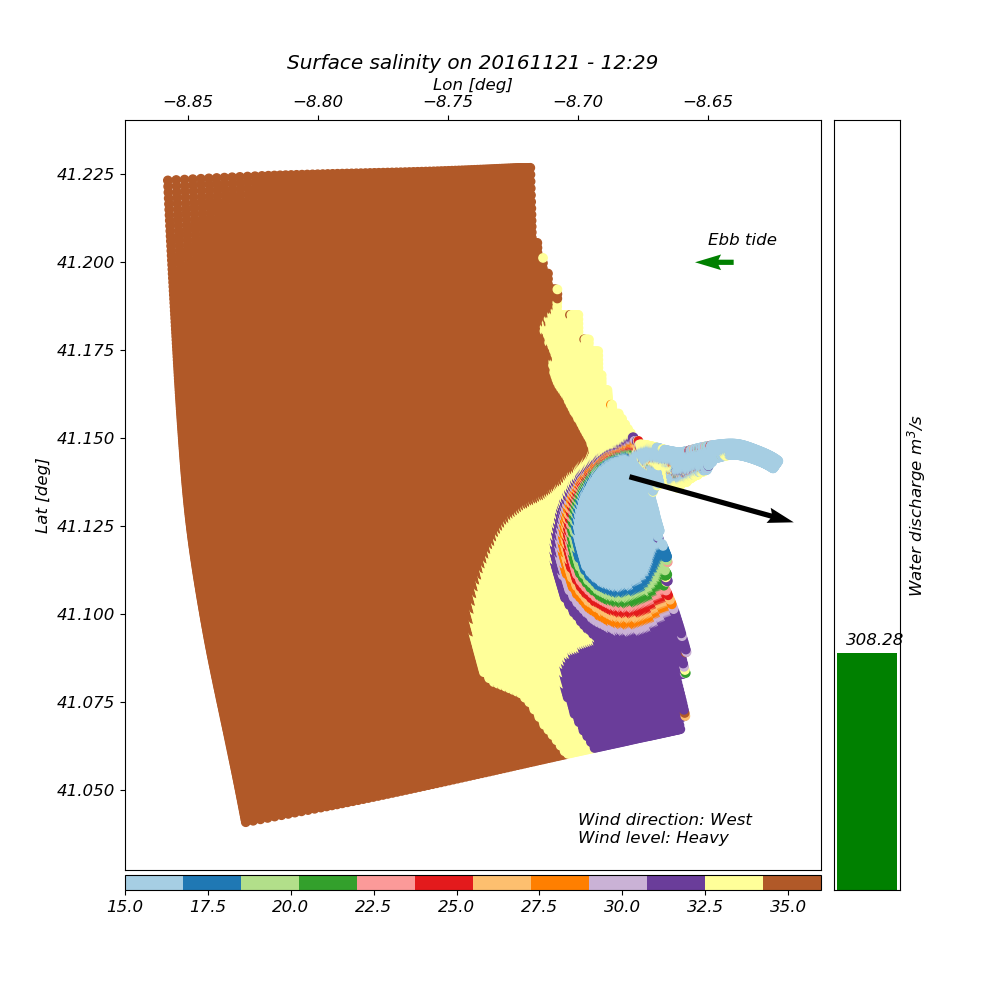 Surface salinity on 20161121 - 12:29
Lon [deg]
−8.85 −8.80 −8.75 −8.70 −8.65
41.225
41.200
41.175
41.150
41.125
41.100
41.075
41.050
Lat [deg]
Ebb tide
Wind direction: West
Wind level: Heavy
308.28
Water discharge m³/s
15.0 17.5 20.0 22.5 25.0 27.5 30.0 32.5 35.0